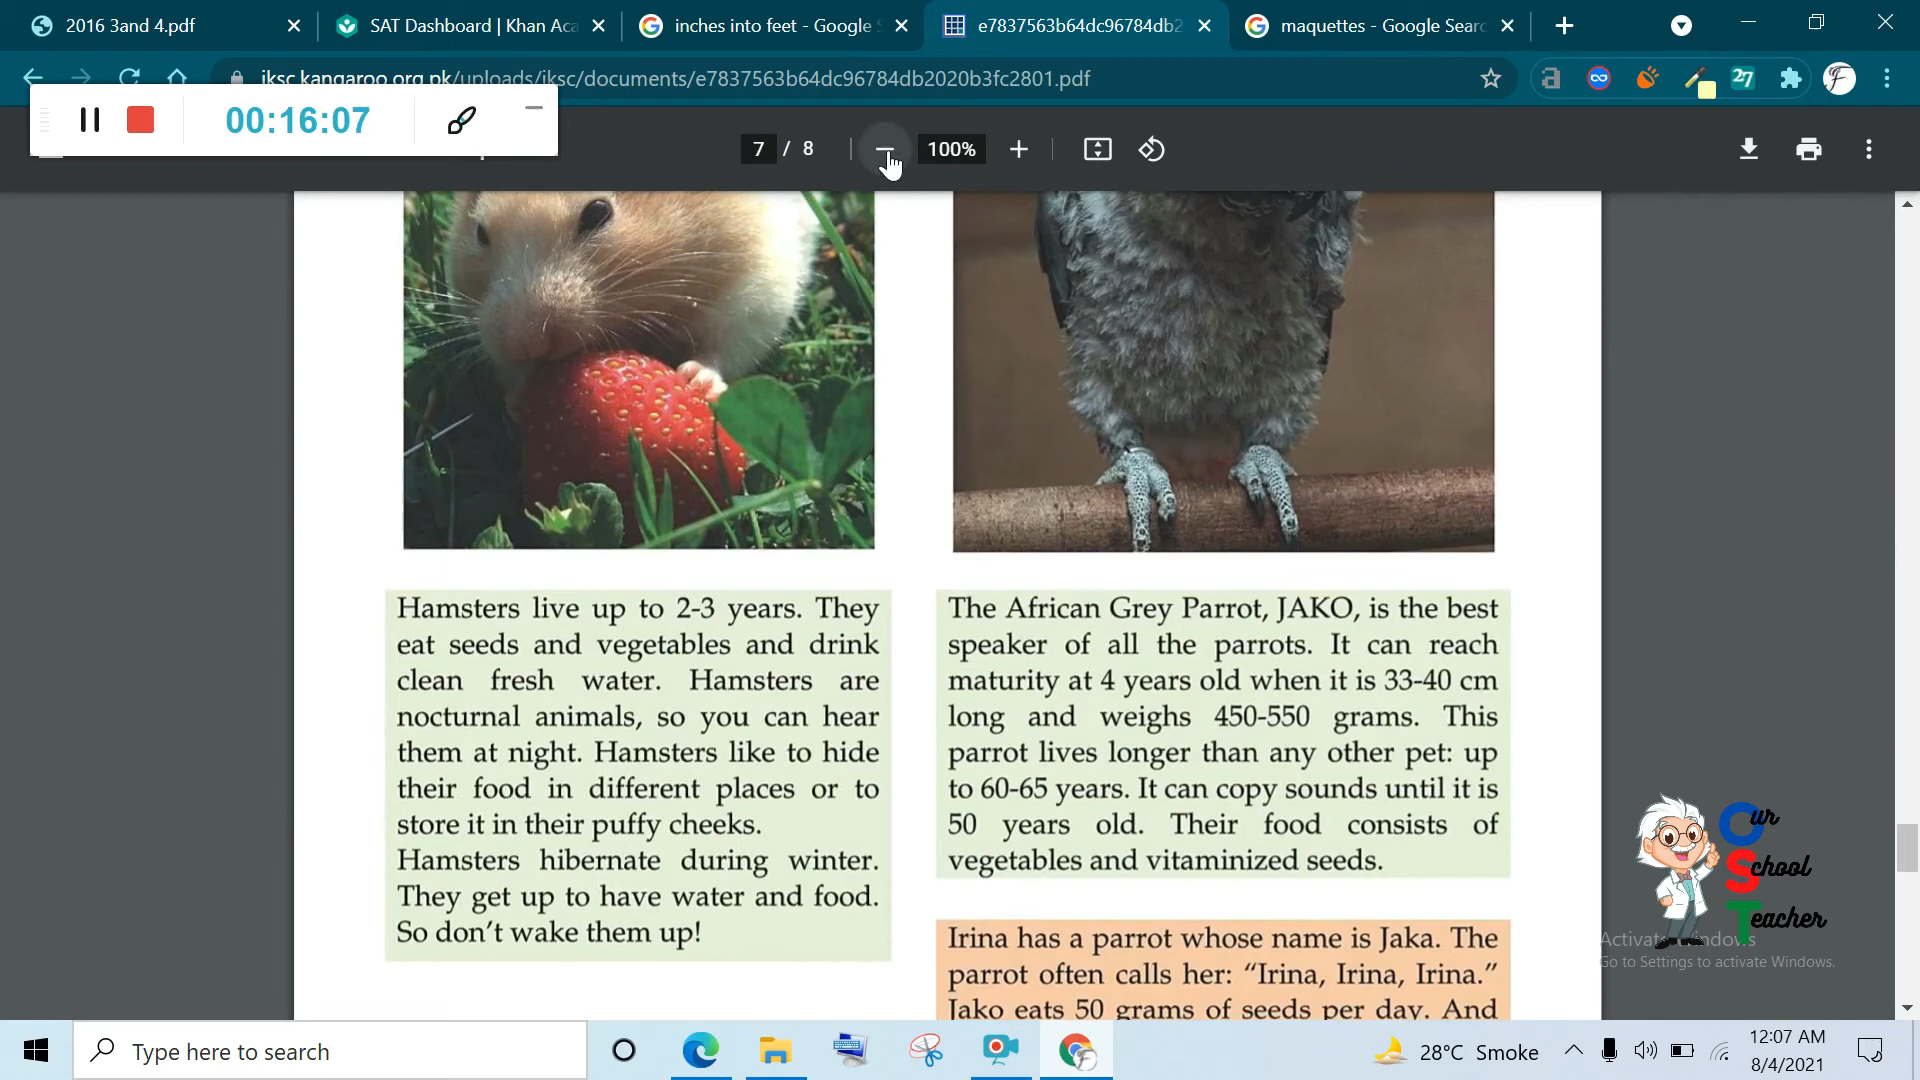 2016 3and 4.pdf
SAT Dashboard | Khan Aca
inches into feet - Google S
e7837563b64dc96784db2
maquettes - Google Searc
iksc.kangaroo.org.pk/uploads/iksc/documents/e7837563b64dc96784db2020b3fc2801.pdf
27
00:16:07
7 / 8
100%
Hamsters live up to 2-3 years. They
eat seeds and vegetables and drink
clean fresh water. Hamsters are
nocturnal animals, so you can hear
them at night. Hamsters like to hide
their food in different places or to
store it in their puffy cheeks.
Hamsters hibernate during winter.
They get up to have water and food.
So don't wake them up!
The African Grey Parrot, JAKO, is the best
speaker of all the parrots. It can reach
maturity at 4 years old when it is 33-40 cm
long and weighs 450-550 grams. This
parrot lives longer than any other pet: up
to 60-65 years. It can copy sounds until it is
50 years old. Their food consists of
vegetables and vitaminized seeds.
Irina has a parrot whose name is Jaka. The
parrot often calls her: "Irina, Irina, Irina."
Jako eats 50 grams of seeds per day. And
Our
School
Teacher
Activate Windows
Go to Settings to activate Windows.
Type here to search
28°C Smoke
12:07 AM
8/4/2021